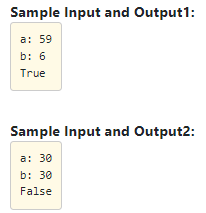 Sample Input and Output1:
a: 59
b: 6
True
Sample Input and Output2:
a: 30
b: 30
False